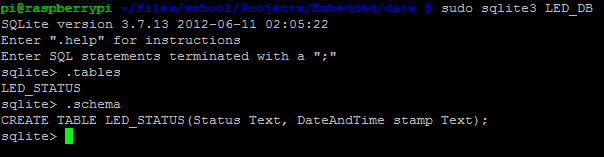 pi@raspberrypi ~/files/school/Projects/Embedded/data $ sudo sqlite3 LED_DB
SQLite version 3.7.13 2012-06-11 02:05:22
Enter ".help" for instructions
Enter SQL statements terminated with a ";"
sqlite> .tables
LED_STATUS
sqlite> .schema
CREATE TABLE LED_STATUS(Status Text, DateAndTime stamp Text);
sqlite>